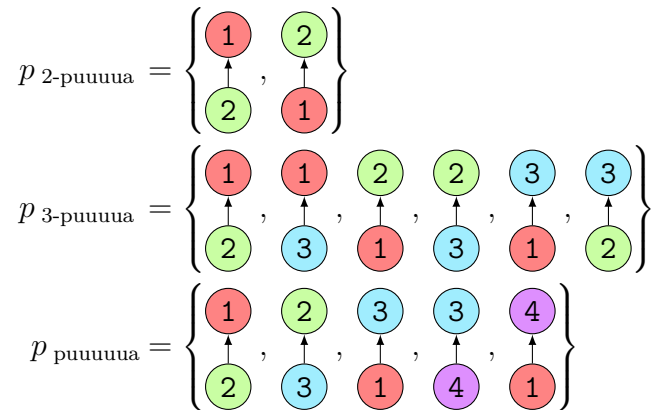 1 2
p 2-puuuua = { , }
2 1
1 1 2 2 3 3
p 3-puuuua = { , , , , , }
2 3 1 3 1 2
1 2 3 3 4
p puuuuua = { , , , , }
2 3 1 4 1